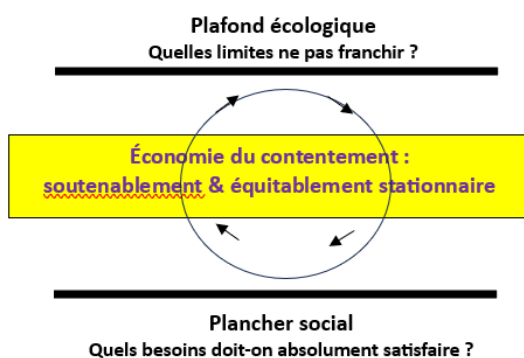 Plafond écologique
Quelles limites ne pas franchir ?
Économie du contentement :
soutenablement & équitablement stationnaire
Plancher social
Quels besoins doit-on absolument satisfaire ?